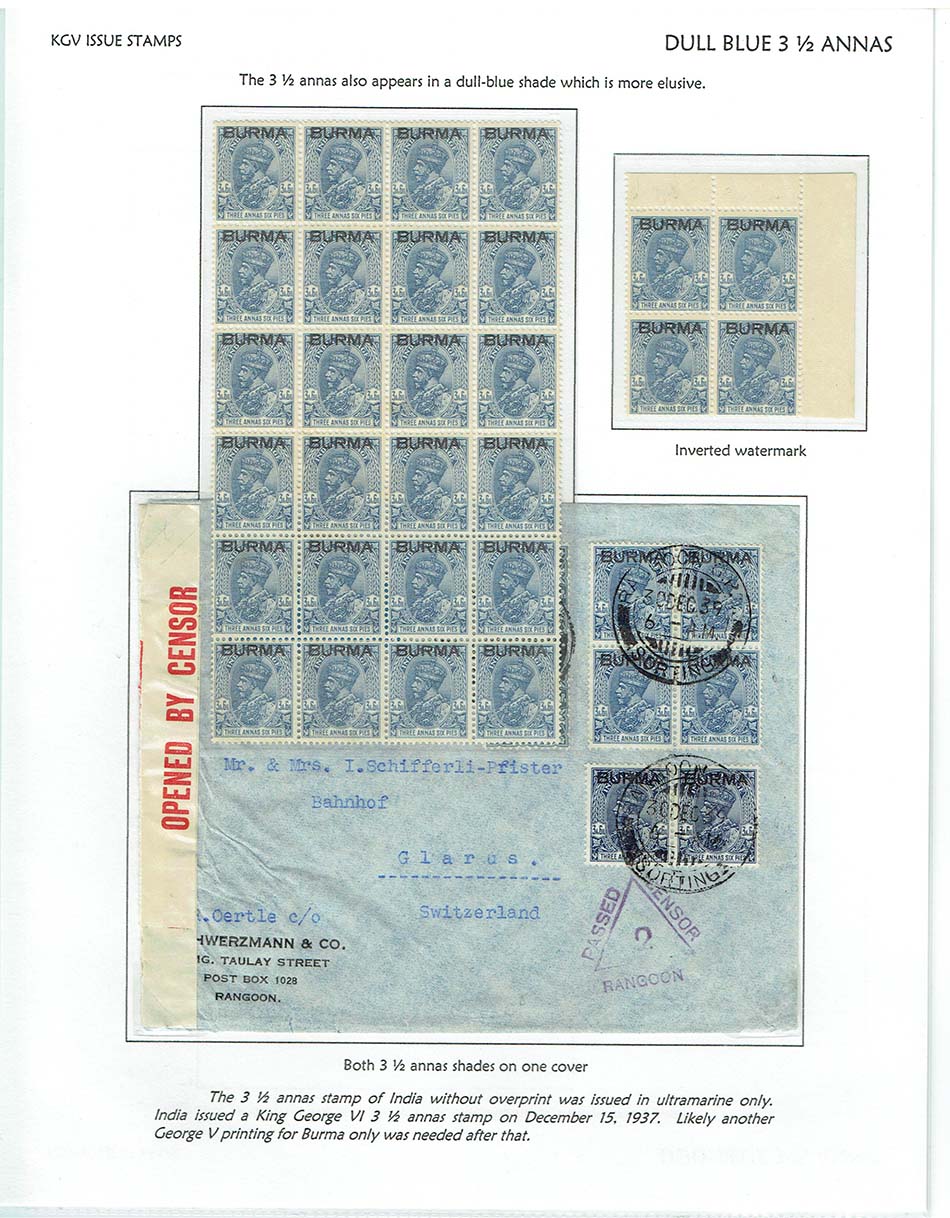 KGV ISSUE STAMPS
DULL BLUE 3 ½ ANNAS
The 3 ½ annas also appears in a dull-blue shade which is more elusive.
BURMA BURMA BURMA BURMA
THREE ANNAS SIX PIES THREE ANNAS SIX PIES THREE ANNAS SIX PIES THREE ANNAS SIX PIES
BURMA BURMA BURMA BURMA
THREE ANNAS SIX PIES THREE ANNAS SIX PIES THREE ANNAS SIX PIES THREE ANNAS SIX PIES
BURMA BURMA BURMA BURMA
THREE ANNAS SIX PIES THREE ANNAS SIX PIES THREE ANNAS SIX PIES THREE ANNAS SIX PIES
BURMA BURMA BURMA BURMA
THREE ANNAS SIX PIES THREE ANNAS SIX PIES THREE ANNAS SIX PIES THREE ANNAS SIX PIES
BURMA BURMA BURMA BURMA
THREE ANNAS SIX PIES THREE ANNAS SIX PIES THREE ANNAS SIX PIES THREE ANNAS SIX PIES
BURMA BURMA BURMA BURMA
THREE ANNAS SIX PIES THREE ANNAS SIX PIES THREE ANNAS SIX PIES THREE ANNAS SIX PIES
BURMA BURMA
THREE ANNAS SIX PIES THREE ANNAS SIX PIES
BURMA BURMA
THREE ANNAS SIX PIES THREE ANNAS SIX PIES
Inverted watermark
OPENED BY CENSOR
BURMA BURMA
30 DEC 39
6 - A M
SORTING
BURMA BURMA
THREE ANNAS SIX PIES THREE ANNAS SIX PIES
BURMA BURMA
30 DEC 39
THREE ANNAS SIX PIES
SORTING
Mr. & Mrs. I.Schifferli-Pfister
Bahnhof
Glarus.
Switzerland
PASSED
CENSOR
2
RANGOON
.Oertle c/o
HWERZMANN & CO.
IG. TAULAY STREET
POST BOX 1028
RANGOON.
Both 3 ½ annas shades on one cover
The 3 ½ annas stamp of India without overprint was issued in ultramarine only.
India issued a King George VI 3 ½ annas stamp on December 15, 1937. Likely another
George V printing for Burma only was needed after that.